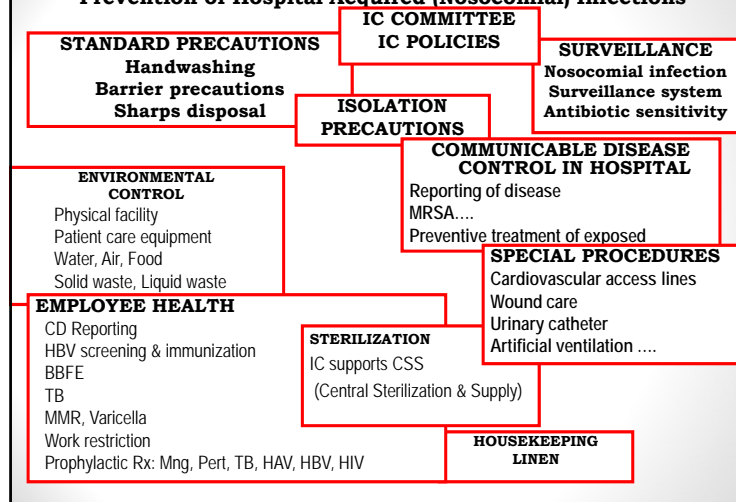 Prevention of Hospital Acquired (Nosocomial) Infections
IC COMMITTEE
IC POLICIES
STANDARD PRECAUTIONS
Handwashing
Barrier precautions
Sharps disposal
SURVEILLANCE
Nosocomial infection
Surveillance system
Antibiotic sensitivity
ISOLATION
PRECAUTIONS
COMMUNICABLE DISEASE
CONTROL IN HOSPITAL
Reporting of disease
MRSA....
Preventive treatment of exposed
ENVIRONMENTAL
CONTROL
Physical facility
Patient care equipment
Water, Air, Food
Solid waste, Liquid waste
SPECIAL PROCEDURES
Cardiovascular access lines
Wound care
Urinary catheter
Artificial ventilation ....
EMPLOYEE HEALTH
CD Reporting
HBV screening & immunization
BBFE
TB
MMR, Varicella
Work restriction
Prophylactic Rx: Mng, Pert, TB, HAV, HBV, HIV
STERILIZATION
IC supports CSS
(Central Sterilization & Supply)
HOUSEKEEPING
LINEN